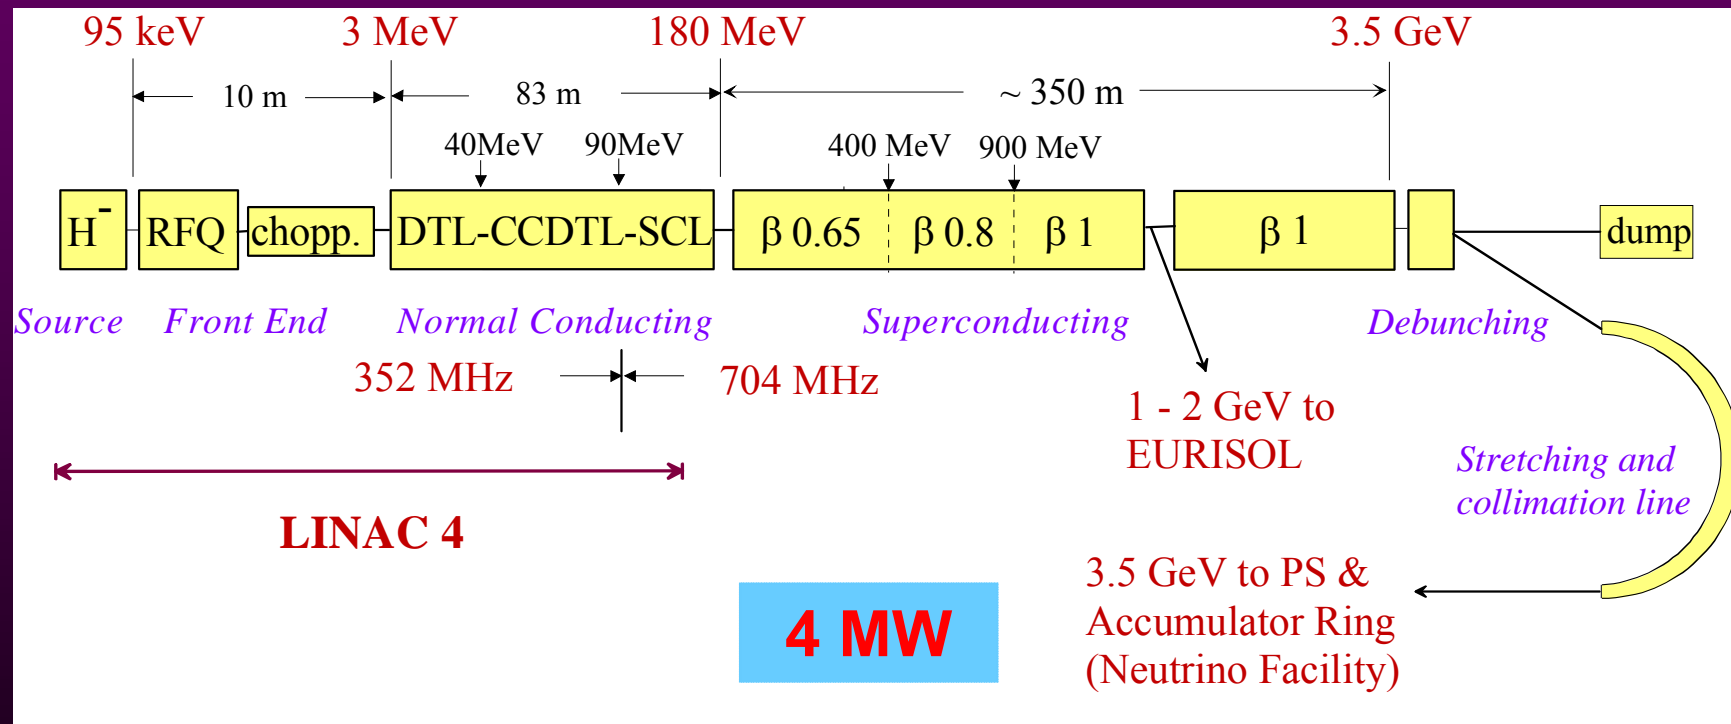 95 keV
3 MeV
180 MeV
3.5 GeV
10 m
83 m
~ 350 m
40MeV
90MeV
400 MeV
900 MeV
H-
RFQ
chopp.
DTL-CCDTL-SCL
β 0.65
β 0.8
β 1
β 1
dump
Source
Front End
Normal Conducting
Superconducting
Debunching
352 MHz
704 MHz
1 - 2 GeV to
EURISOL
Stretching and
collimation line
LINAC 4
4 MW
3.5 GeV to PS &
Accumulator Ring
(Neutrino Facility)